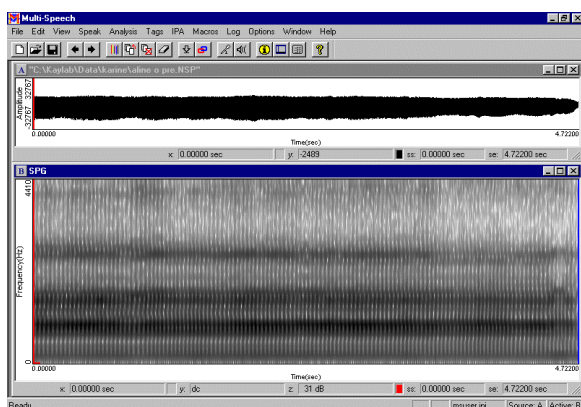 Multi-Speech
File Edit View Speak Analysis Tags IPA Macros Log Options Window Help
A "C:\Kaylab\Data\karine\aline o pre.NSP"
Amplitude
-32767 32767
0.00000 4.72200
Time(sec)
x: 0.00000 sec y: -2489 ss: 0.00000 sec se: 4.72200 sec
B SPG
4410
Frequency(Hz)
0
0.00000 4.72200
Time(sec)
x: 0.00000 sec y: dc z: 31 dB ss: 0.00000 sec se: 4.72200 sec
Ready msuser.ini Source: A Active: B